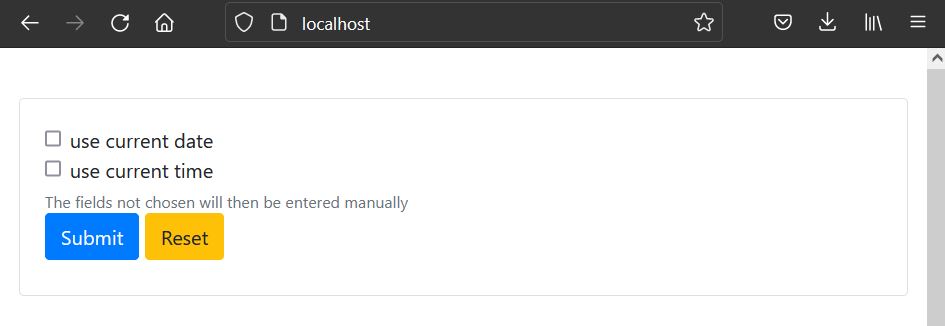 localhost
use current date
use current time
The fields not chosen will then be entered manually
Submit Reset